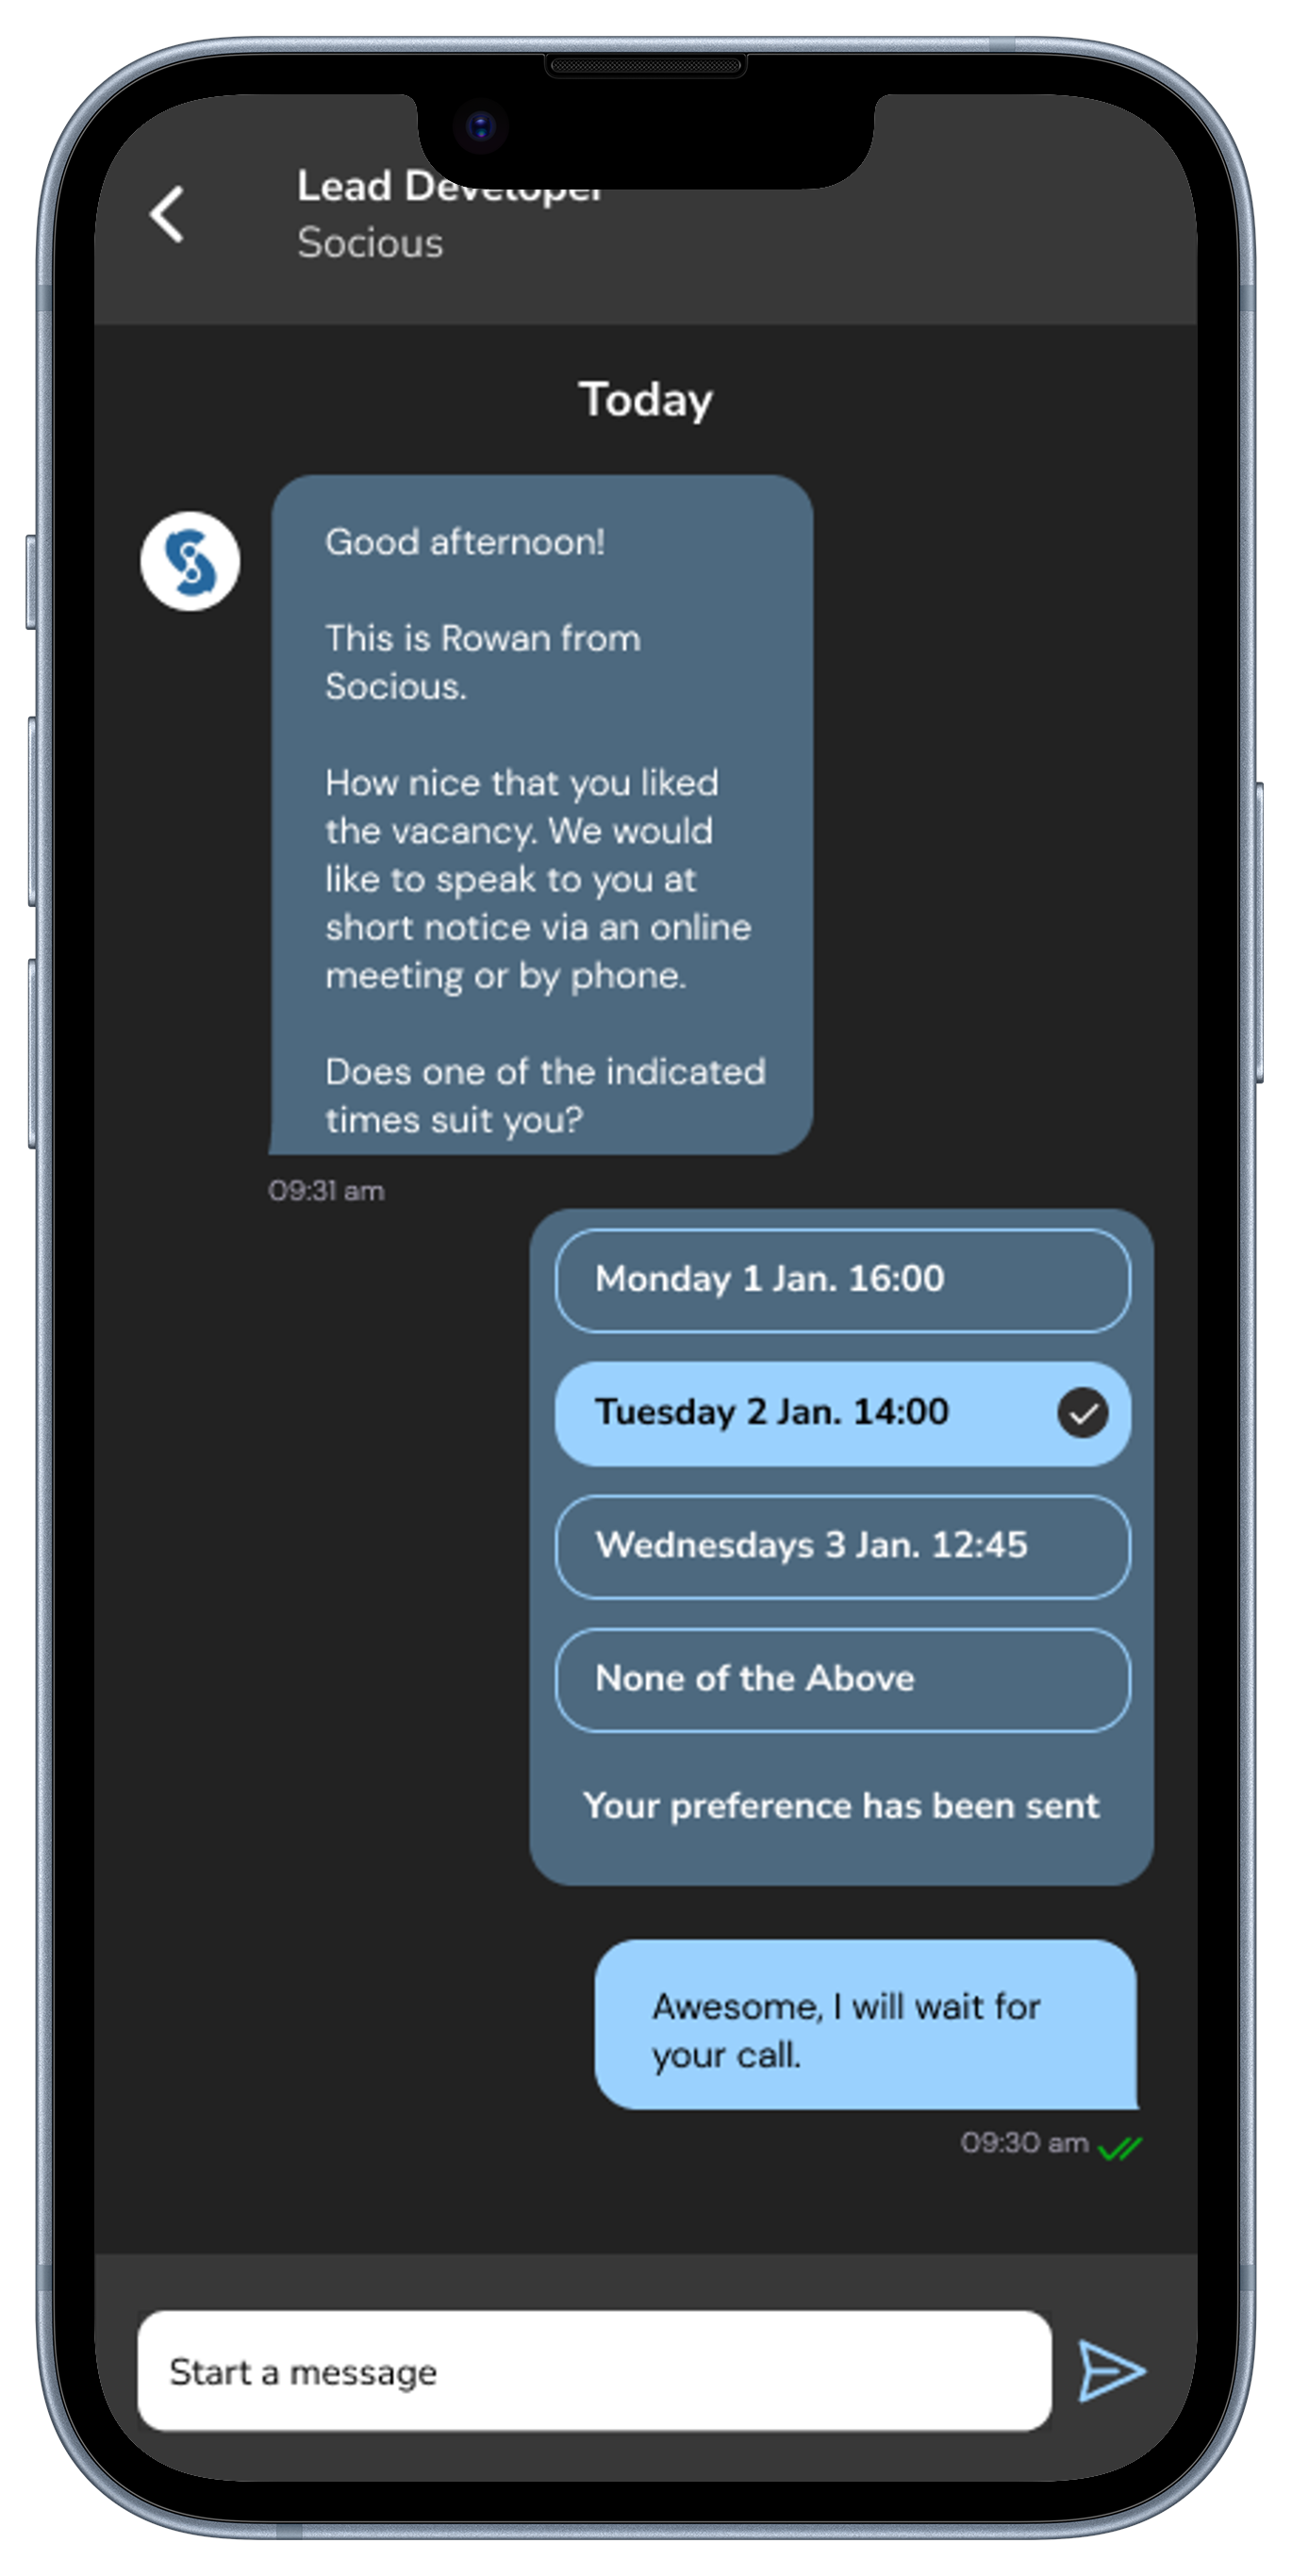 Lead Developer
Socious
Today
Good afternoon!
This is Rowan from
Socious.
How nice that you liked
the vacancy. We would
like to speak to you at
short notice via an online
meeting or by phone.
Does one of the indicated
times suit you?
09:31 am
Monday 1 Jan. 16:00
Tuesday 2 Jan. 14:00
Wednesdays 3 Jan. 12:45
None of the Above
Your preference has been sent
Awesome, I will wait for
your call.
09:30 am
Start a message